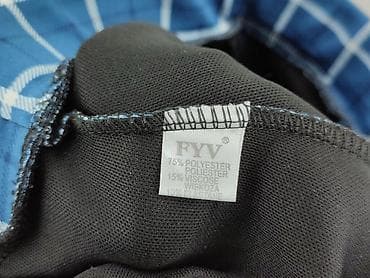 FYV ®
75% POLYESTER
POLIESTER
15% VISCOSE
WISKOZA